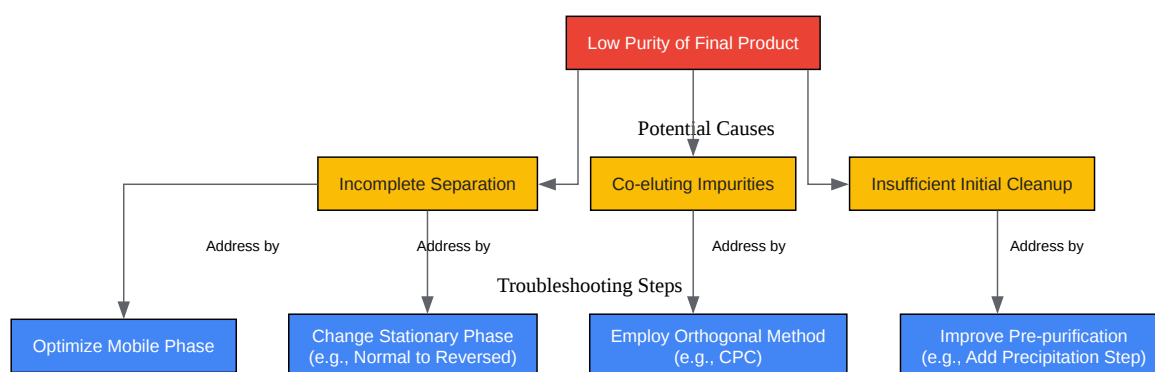 Low Purity of Final Product
Potential Causes
Incomplete Separation
Co-eluting Impurities
Insufficient Initial Cleanup
Address by
Address by
Address by
Address by
Troubleshooting Steps
Optimize Mobile Phase
Change Stationary Phase
(e.g., Normal to Reversed)
Employ Orthogonal Method
(e.g., CPC)
Improve Pre-purification
(e.g., Add Precipitation Step)